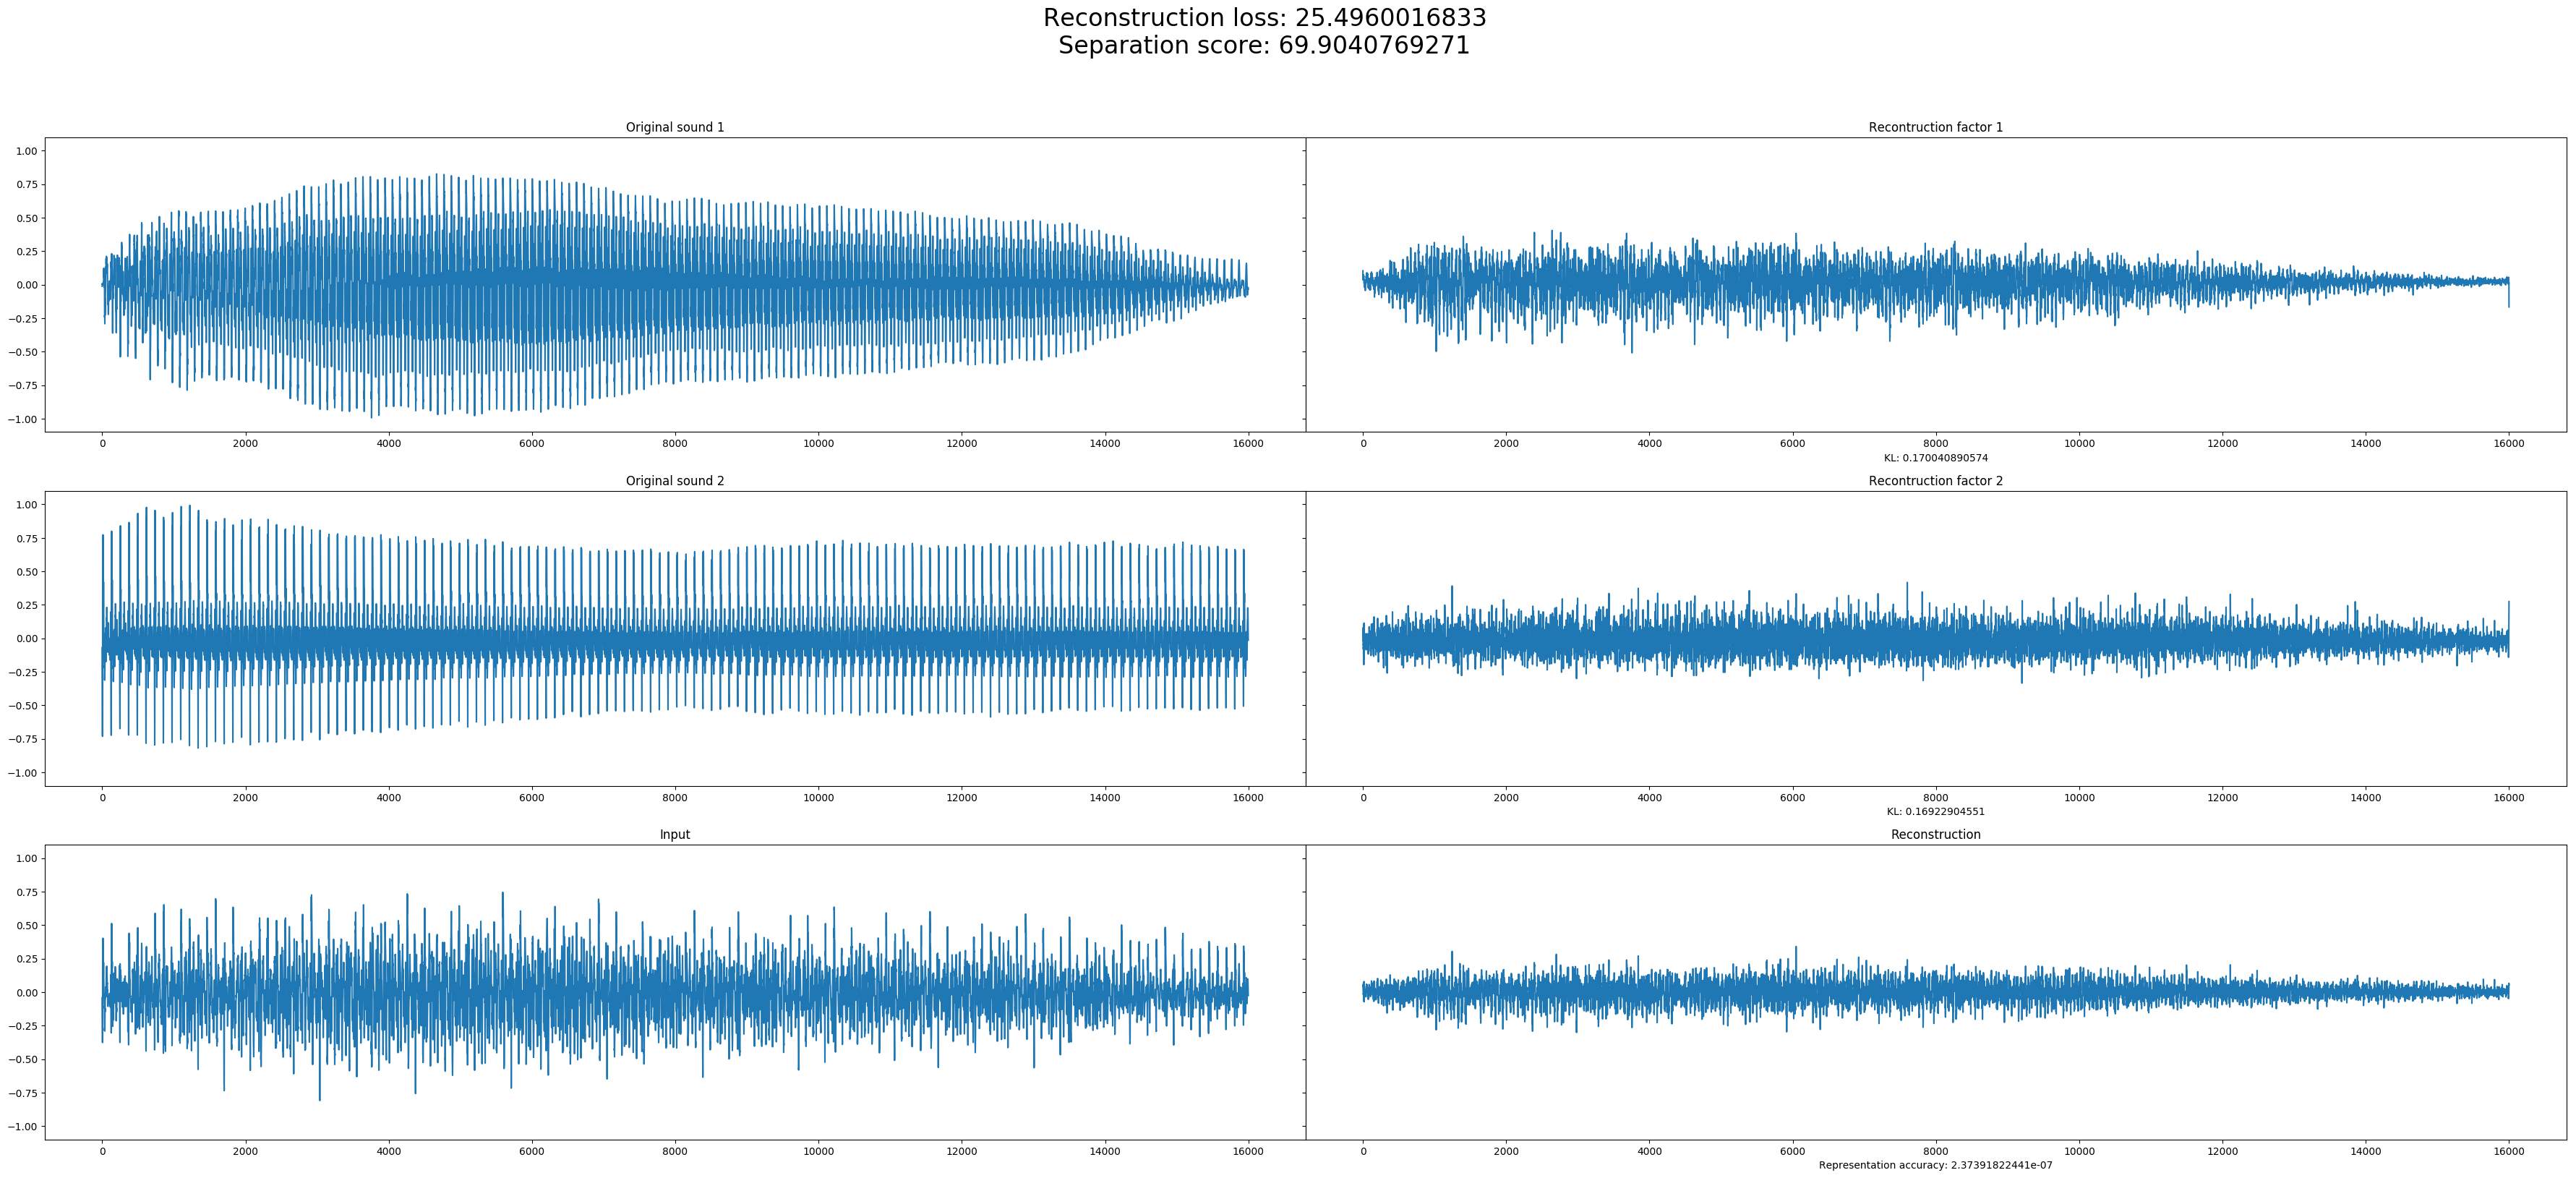 Reconstruction loss: 25.4960016833
Separation score: 69.9040769271
Original sound 1
1.00
0.75
0.50
0.25
0.00
−0.25
−0.50
−0.75
−1.00
0 2000 4000 6000 8000 10000 12000 14000 16000
Recontruction factor 1
0 2000 4000 6000 8000 10000 12000 14000 16000
KL: 0.170040890574
Original sound 2
1.00
0.75
0.50
0.25
0.00
−0.25
−0.50
−0.75
−1.00
0 2000 4000 6000 8000 10000 12000 14000 16000
Recontruction factor 2
0 2000 4000 6000 8000 10000 12000 14000 16000
KL: 0.16922904551
Input
1.00
0.75
0.50
0.25
0.00
−0.25
−0.50
−0.75
−1.00
0 2000 4000 6000 8000 10000 12000 14000 16000
Reconstruction
0 2000 4000 6000 8000 10000 12000 14000 16000
Representation accuracy: 2.37391822441e-07